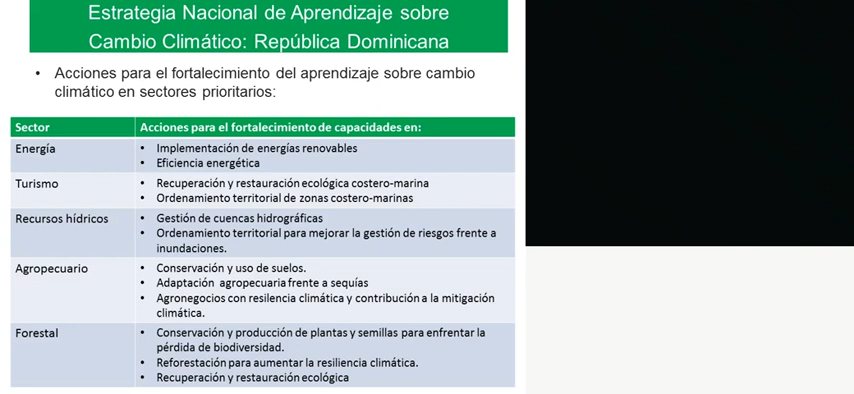 Estrategia Nacional de Aprendizaje sobre
Cambio Climático: República Dominicana
• Acciones para el fortalecimiento del aprendizaje sobre cambio
climático en sectores prioritarios:
Sector Acciones para el fortalecimiento de capacidades en:
Energía • Implementación de energías renovables
• Eficiencia energética
Turismo • Recuperación y restauración ecológica costero-marina
• Ordenamiento territorial de zonas costero-marinas
Recursos hídricos • Gestión de cuencas hidrográficas
• Ordenamiento territorial para mejorar la gestión de riesgos frente a
inundaciones.
Agropecuario • Conservación y uso de suelos.
• Adaptación agropecuaria frente a sequías
• Agronegocios con resilencia climática y contribución a la mitigación
climática.
Forestal • Conservación y producción de plantas y semillas para enfrentar la
pérdida de biodiversidad.
• Reforestación para aumentar la resiliencia climática.
• Recuperación y restauración ecológica